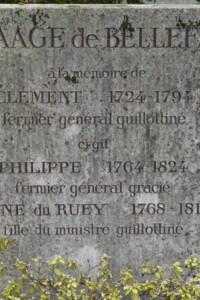 AAGE de BELLEF
à la mémoire de
CLEMENT 1724-1794
fermier général guillotiné
ci-gît
PHILIPPE 1764-1824
fermier général gracié
NE du RUEY 1768-181
fille du ministre guillottiné